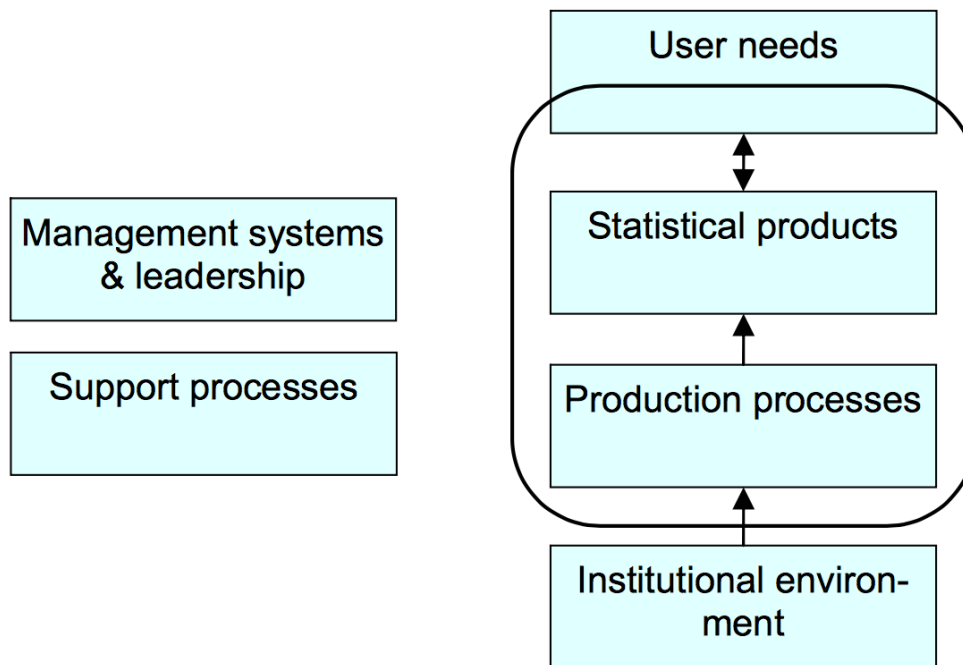 User needs
Management systems
& leadership
Statistical products
Support processes
Production processes
Institutional environ-
ment